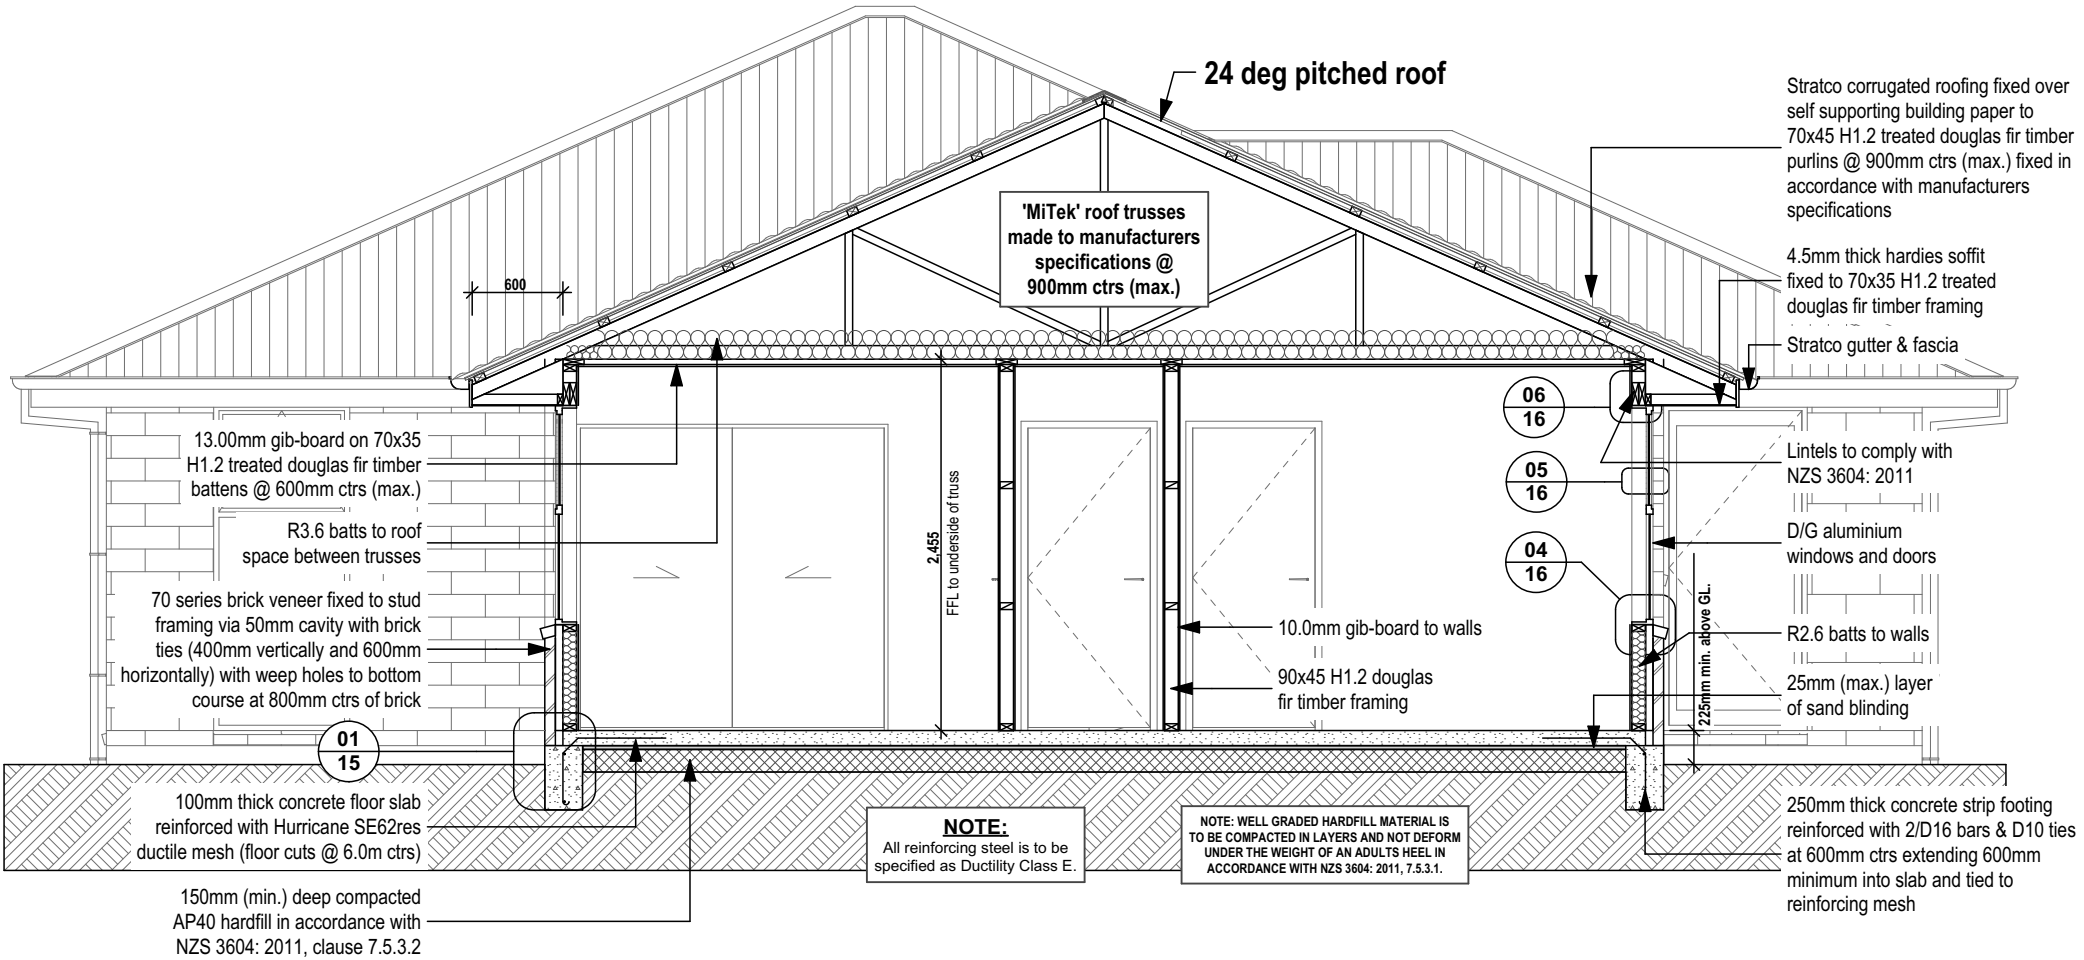 24 deg pitched roof
'MiTek' roof trusses
made to manufacturers
specifications @
900mm ctrs (max.)
600
13.00mm gib-board on 70x35
H1.2 treated douglas fir timber
battens @ 600mm ctrs (max.)
R3.6 batts to roof
space between trusses
70 series brick veneer fixed to stud
framing via 50mm cavity with brick
ties (400mm vertically and 600mm
horizontally) with weep holes to bottom
course at 800mm ctrs of brick
01
15
100mm thick concrete floor slab
reinforced with Hurricane SE62res
ductile mesh (floor cuts @ 6.0m ctrs)
150mm (min.) deep compacted
AP40 hardfill in accordance with
NZS 3604: 2011, clause 7.5.3.2
2,455
FFL to underside of truss
10.0mm gib-board to walls
90x45 H1.2 douglas
fir timber framing
NOTE:
All reinforcing steel is to be
specified as Ductility Class E.
NOTE: WELL GRADED HARDFILL MATERIAL IS
TO BE COMPACTED IN LAYERS AND NOT DEFORM
UNDER THE WEIGHT OF AN ADULTS HEEL IN
ACCORDANCE WITH NZS 3604: 2011, 7.5.3.1.
06
16
05
16
04
16
225mm min. above GL.
Stratco corrugated roofing fixed over
self supporting building paper to
70x45 H1.2 treated douglas fir timber
purlins @ 900mm ctrs (max.) fixed in
accordance with manufacturers
specifications
4.5mm thick hardies soffit
fixed to 70x35 H1.2 treated
douglas fir timber framing
Stratco gutter & fascia
Lintels to comply with
NZS 3604: 2011
D/G aluminium
windows and doors
R2.6 batts to walls
25mm (max.) layer
of sand blinding
250mm thick concrete strip footing
reinforced with 2/D16 bars & D10 ties
at 600mm ctrs extending 600mm
minimum into slab and tied to
reinforcing mesh